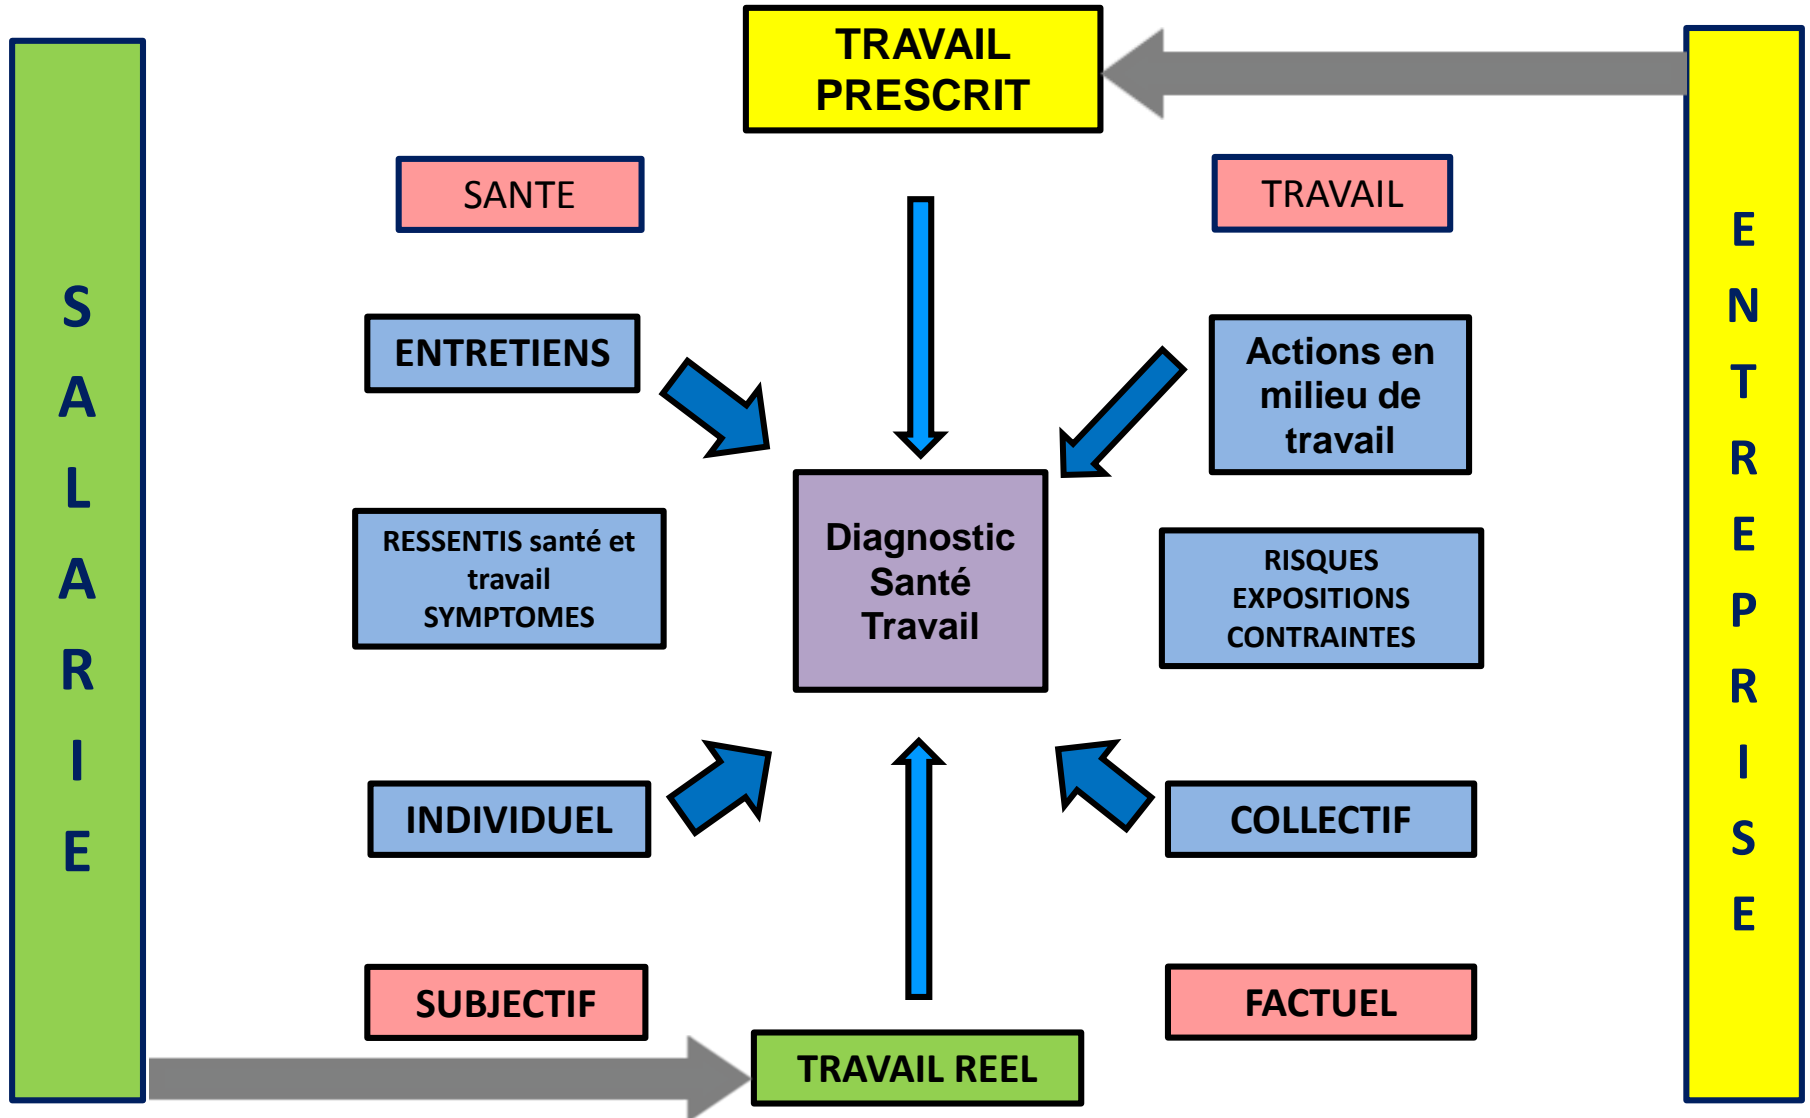 TRAVAIL
PRESCRIT
SANTE
TRAVAIL
S
A
L
A
R
I
E
ENTRETIENS
Actions en
milieu de
travail
RESSENTIS santé et
travail
SYMPTOMES
Diagnostic
Santé
Travail
RISQUES
EXPOSITIONS
CONTRAINTES
INDIVIDUEL
COLLECTIF
SUBJECTIF
FACTUEL
TRAVAIL REEL
E
N
T
R
E
P
R
I
S
E